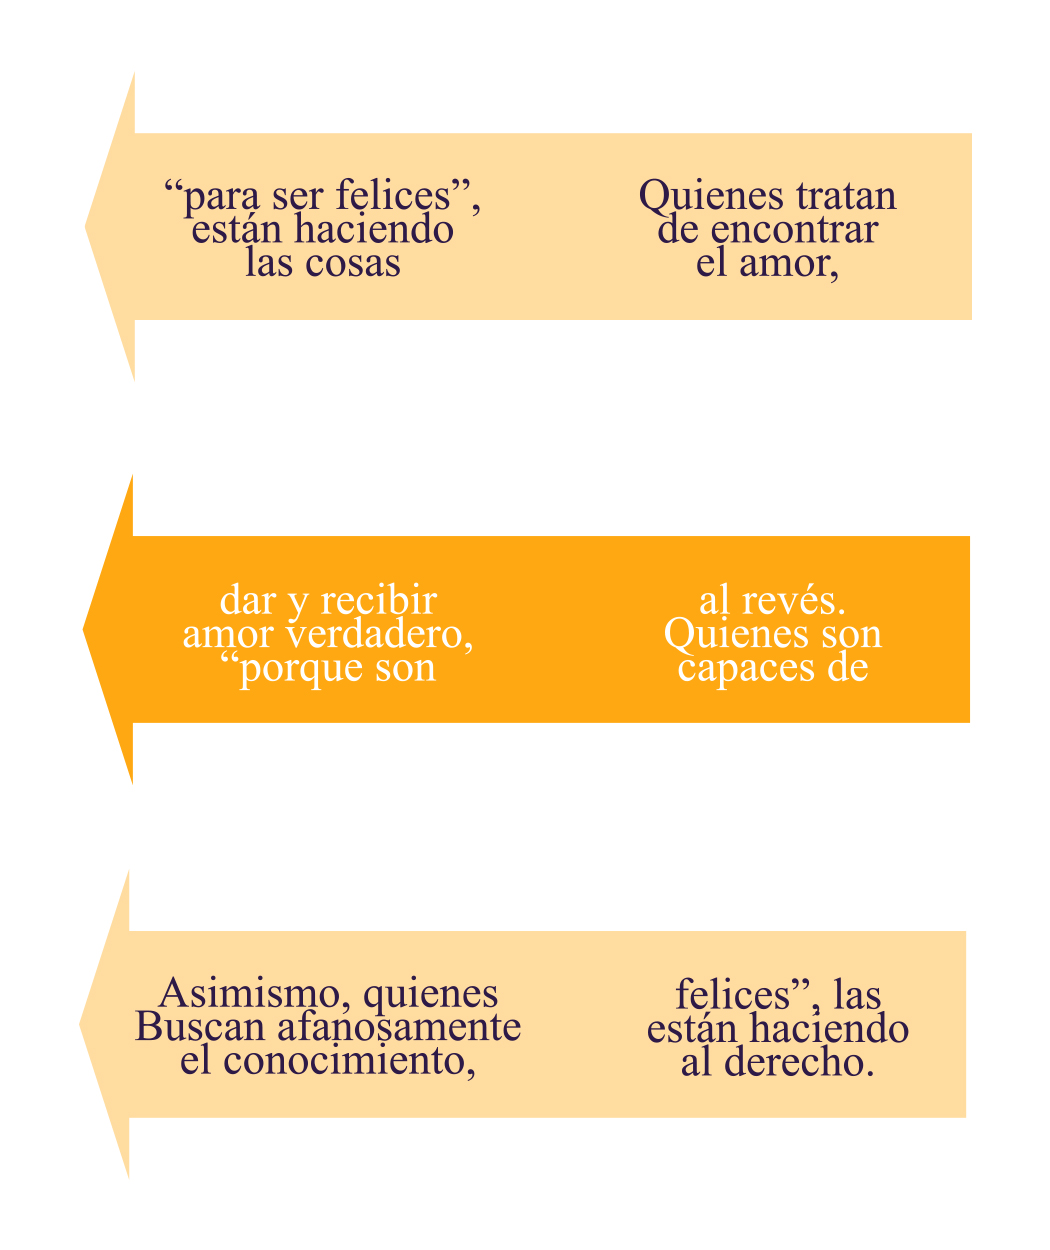 Quienes tratan
de encontrar
el amor,
“para ser felices”,
están haciendo
las cosas
al revés.
Quienes son
capaces de
dar y recibir
amor verdadero,
“porque son
felices”, las
están haciendo
al derecho.
Asimismo, quienes
Buscan afanosamente
el conocimiento,